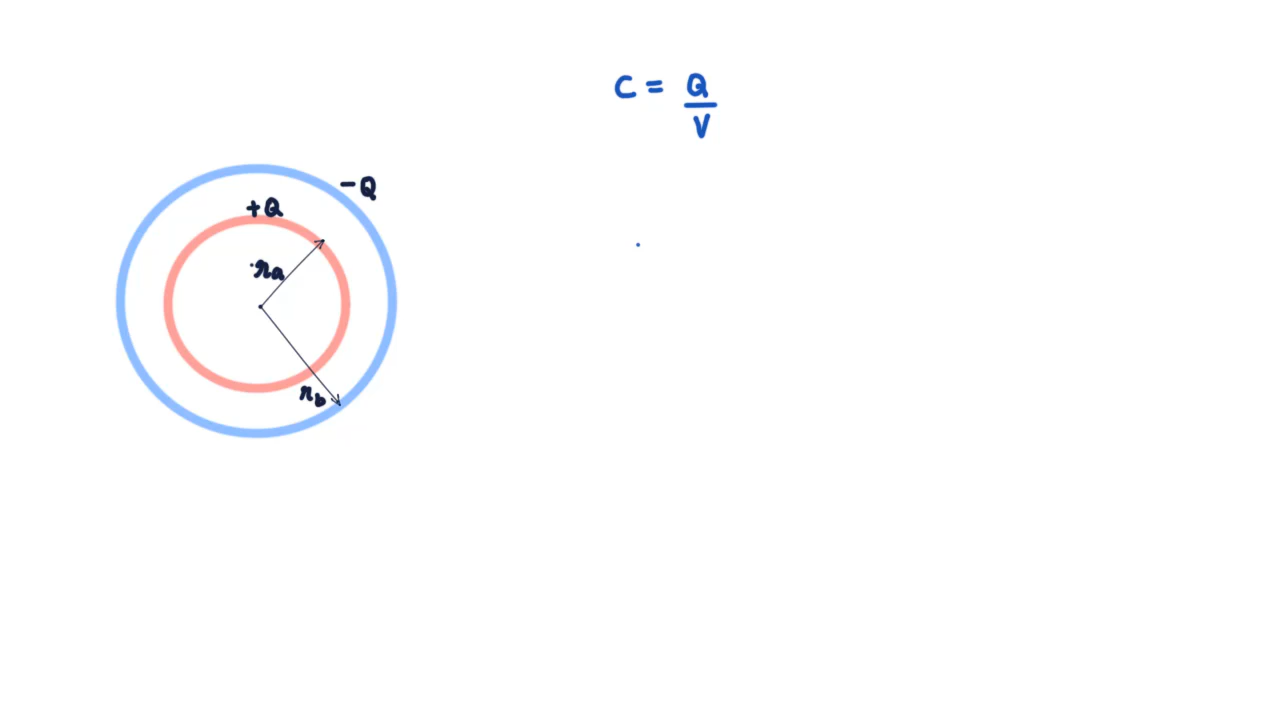 C = Q/V
-Q
+Q
ra
rb